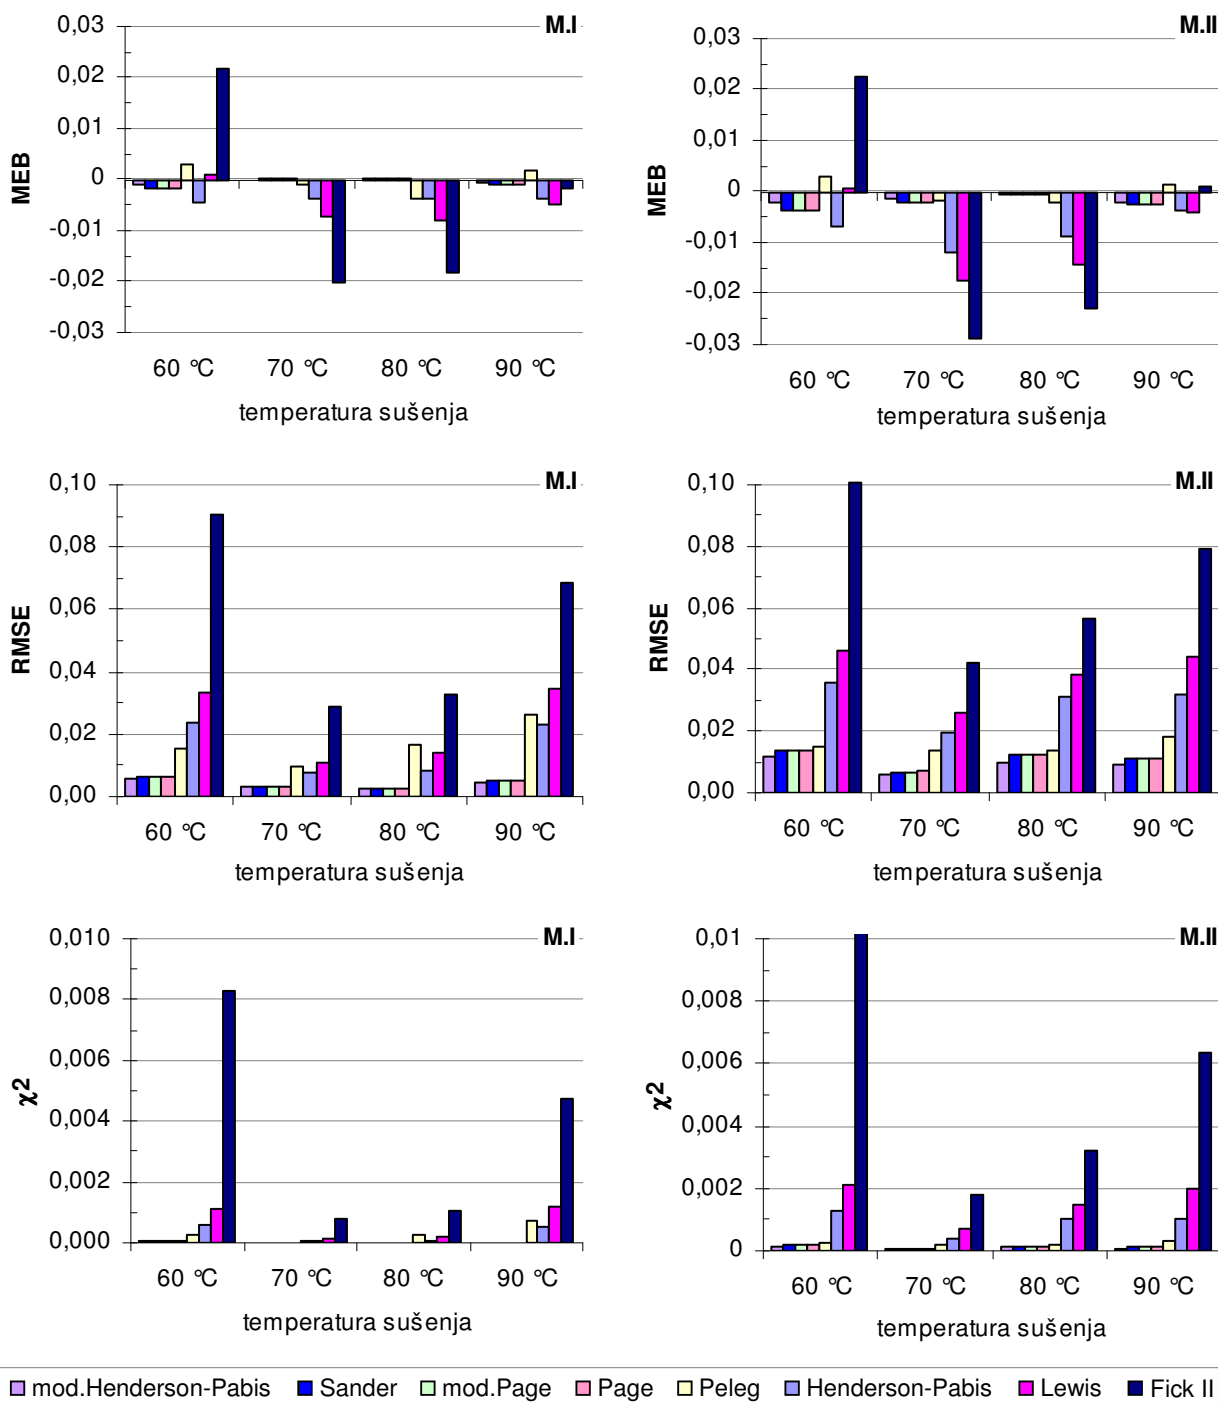 M.I
0,03
0,02
0,01
0
-0,01
-0,02
-0,03
MEB
60 °C 70 °C 80 °C 90 °C
temperatura sušenja
M.II
0,03
0,02
0,01
0
-0,01
-0,02
-0,03
MEB
60 °C 70 °C 80 °C 90 °C
temperatura sušenja
M.I
0,10
0,08
0,06
0,04
0,02
0,00
RMSE
60 °C 70 °C 80 °C 90 °C
temperatura sušenja
M.II
0,10
0,08
0,06
0,04
0,02
0,00
RMSE
60 °C 70 °C 80 °C 90 °C
temperatura sušenja
M.I
0,010
0,008
0,006
0,004
0,002
0,000
χ2
60 °C 70 °C 80 °C 90 °C
temperatura sušenja
M.II
0,01
0,008
0,006
0,004
0,002
0
χ2
60 °C 70 °C 80 °C 90 °C
temperatura sušenja
mod.Henderson-Pabis Sander mod.Page Page Peleg Henderson-Pabis Lewis Fick II